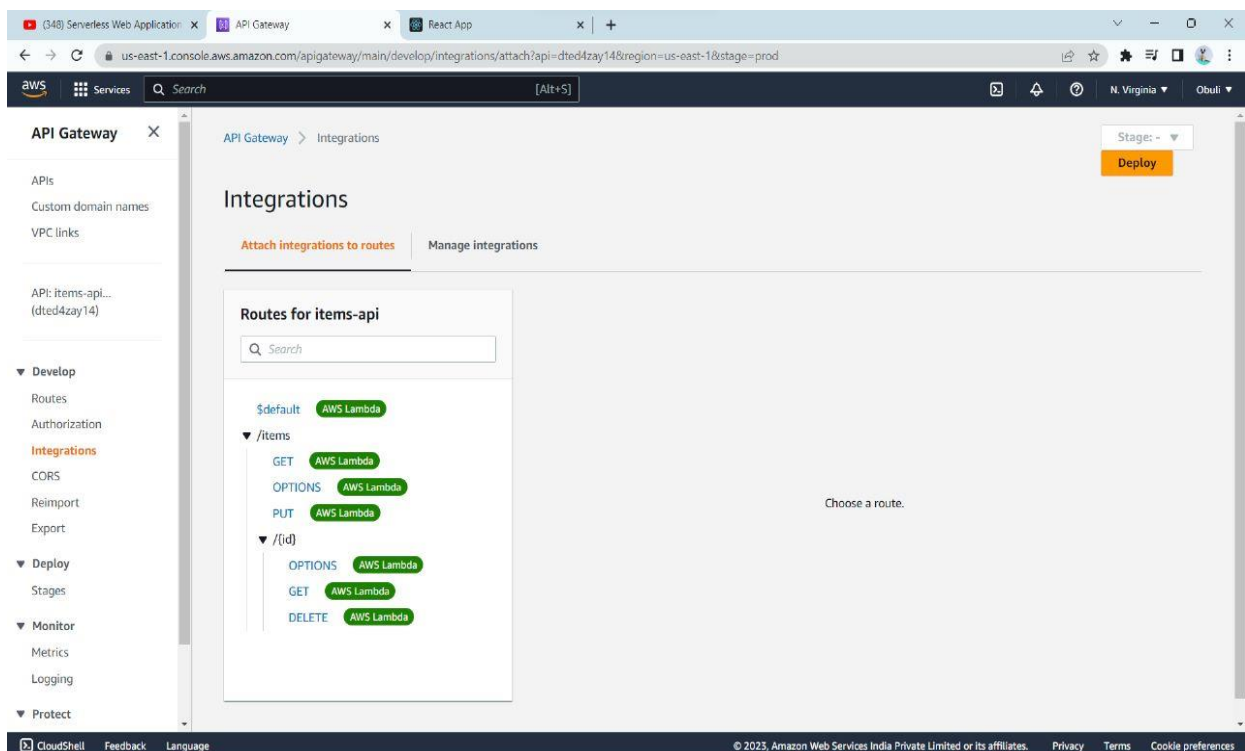 (348) Serverless Web Application
API Gateway
React App
us-east-1.console.aws.amazon.com/apigateway/main/develop/integrations/attach?api=dted4zay14&region=us-east-1&stage=prod
aws
Services
Search
[Alt+S]
N. Virginia
Obuli
API Gateway
APIs
Custom domain names
VPC links
API: items-api...
(dted4zay14)
Develop
Routes
Authorization
Integrations
CORS
Reimport
Export
Deploy
Stages
Monitor
Metrics
Logging
Protect
API Gateway > Integrations
Stage: -
Deploy
Integrations
Attach integrations to routes
Manage integrations
Routes for items-api
Search
$default AWS Lambda
/items
GET AWS Lambda
OPTIONS AWS Lambda
PUT AWS Lambda
/{id}
OPTIONS AWS Lambda
GET AWS Lambda
DELETE AWS Lambda
Choose a route.
CloudShell Feedback Language
© 2023, Amazon Web Services India Private Limited or its affiliates. Privacy Terms Cookie preferences